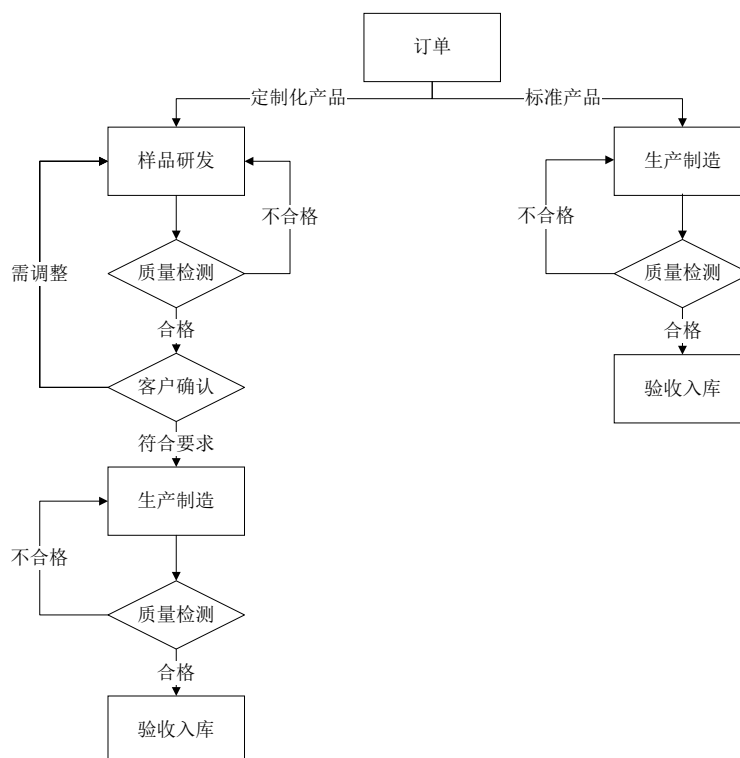 订单
定制化产品
标准产品
样品研发
生产制造
不合格
不合格
需调整
质量检测
质量检测
合格
合格
客户确认
验收入库
符合要求
生产制造
不合格
质量检测
合格
验收入库